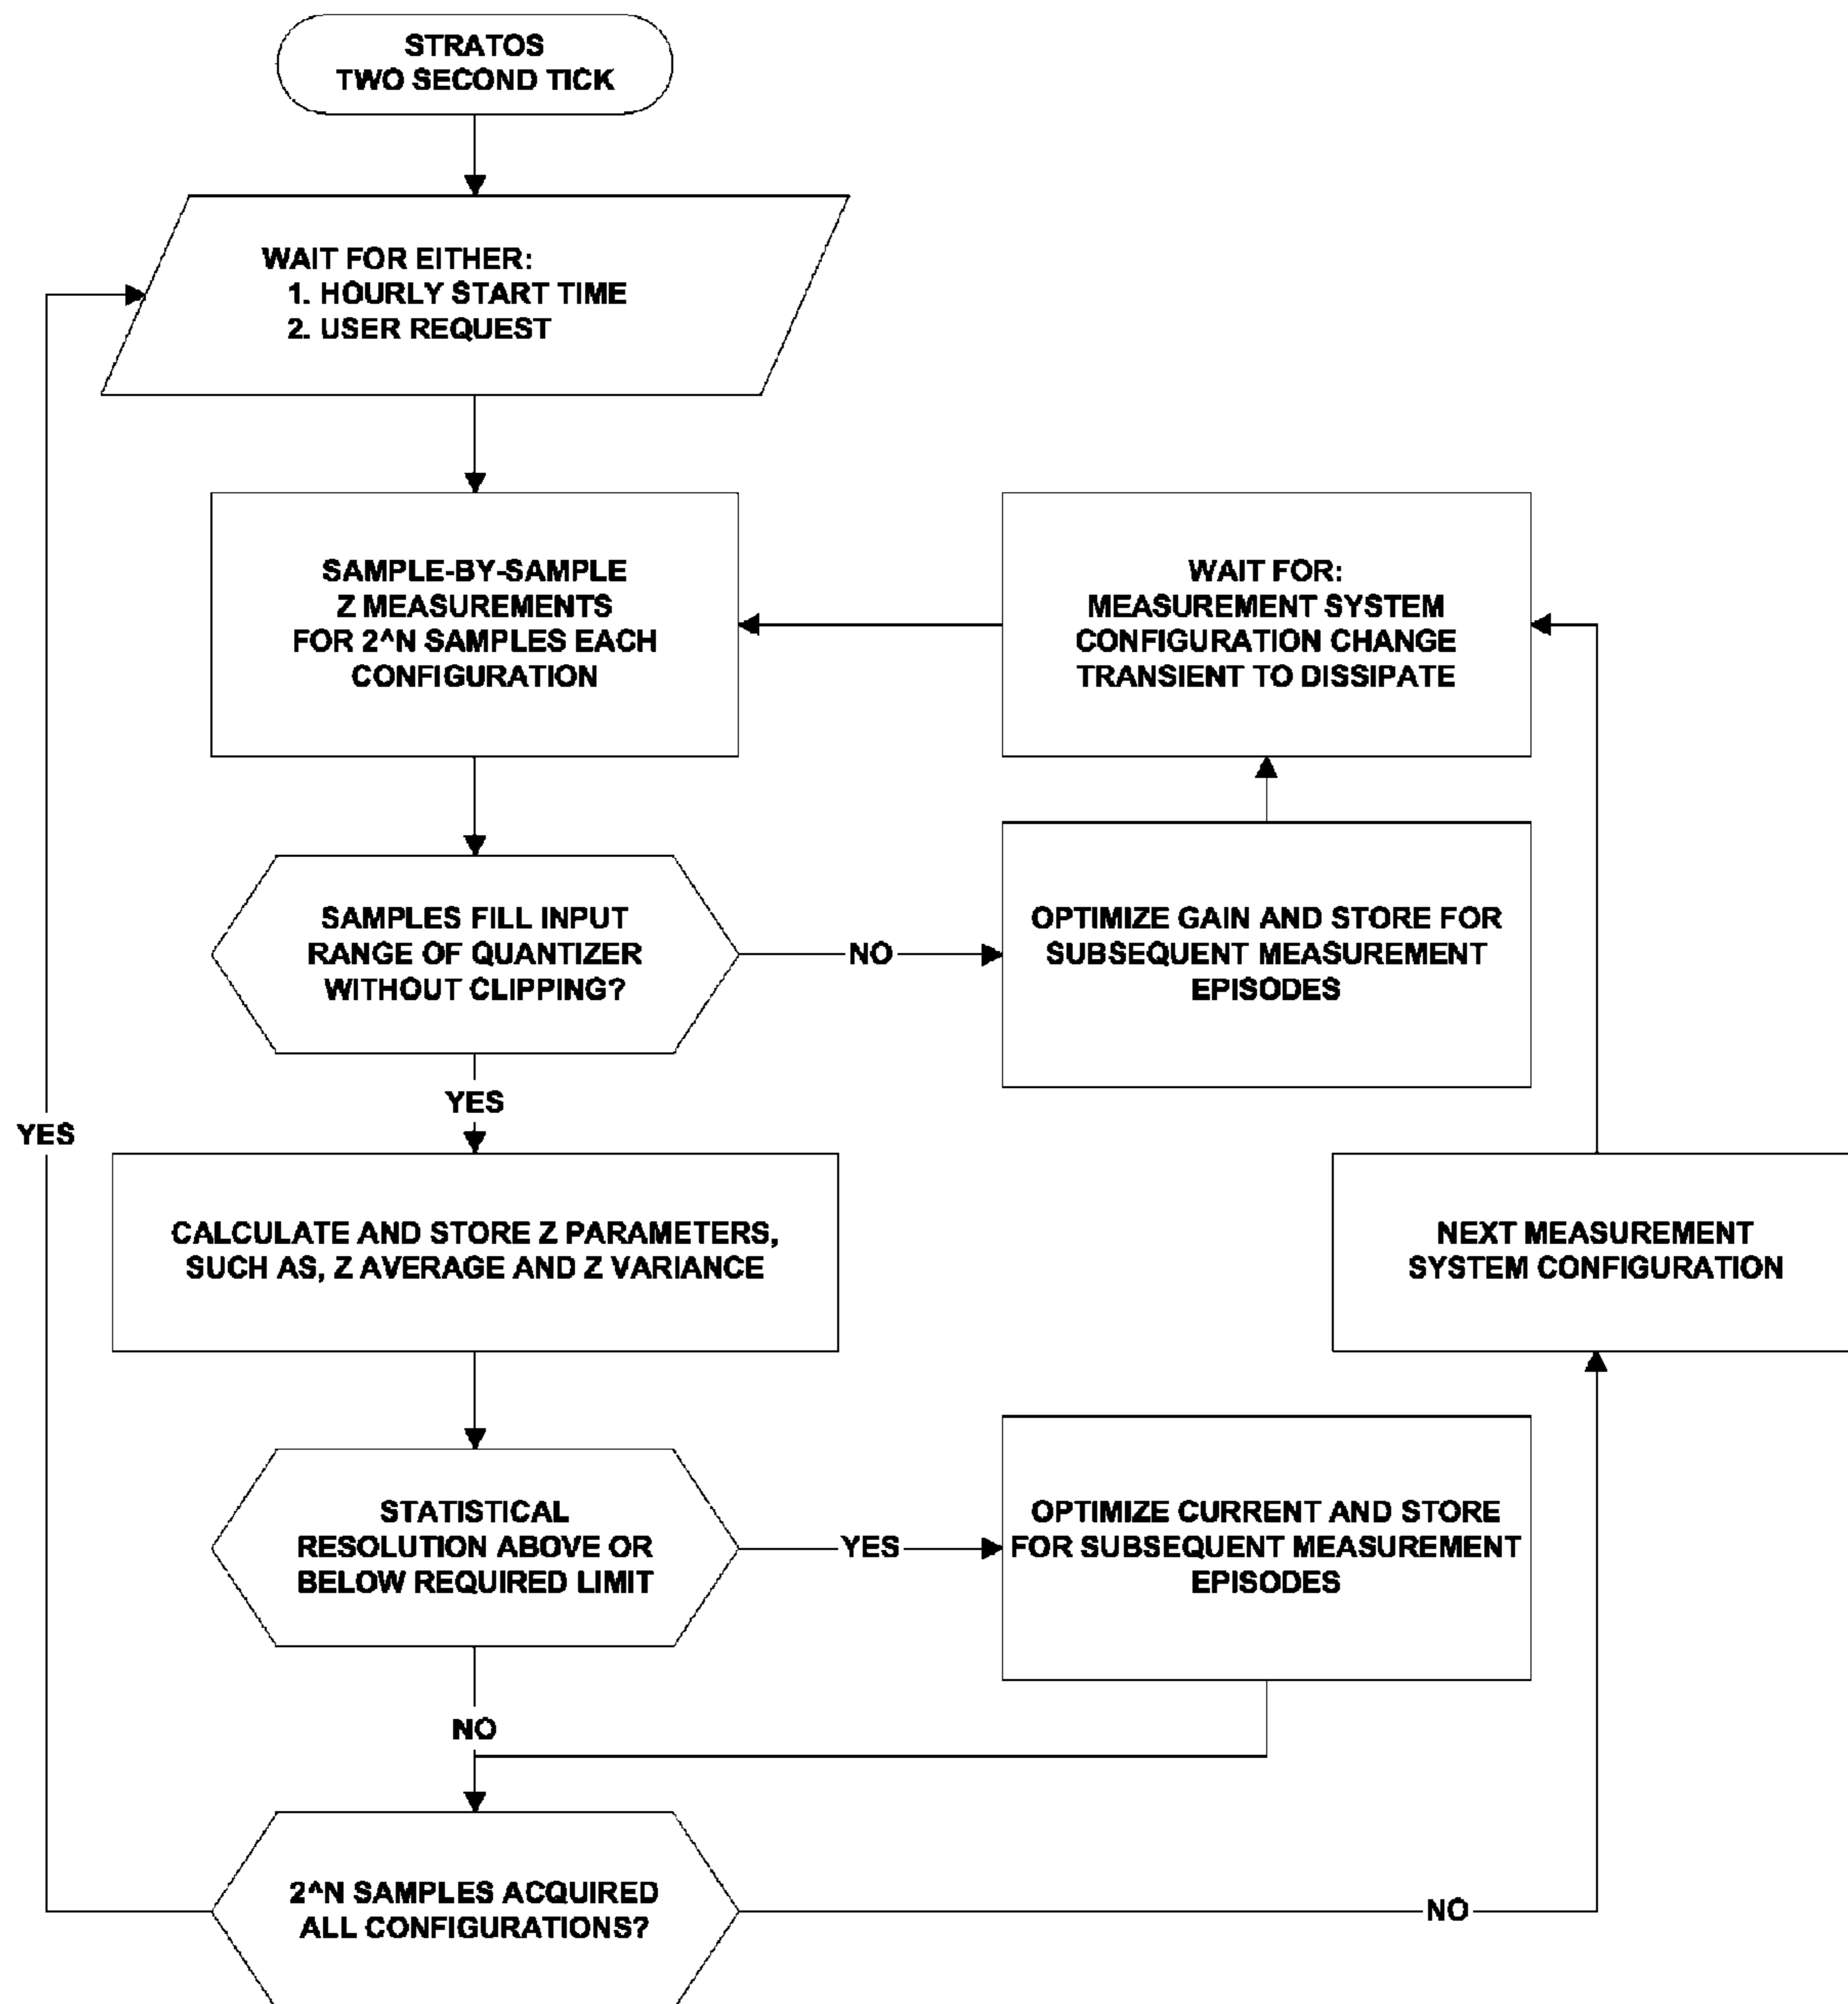 STRATOS
TWO SECOND TICK
WAIT FOR EITHER:
1. HOURLY START TIME
2. USER REQUEST
SAMPLE-BY-SAMPLE
Z MEASUREMENTS
FOR 2^N SAMPLES EACH
CONFIGURATION
WAIT FOR:
MEASUREMENT SYSTEM
CONFIGURATION CHANGE
TRANSIENT TO DISSIPATE
SAMPLES FILL INPUT
RANGE OF QUANTIZER
WITHOUT CLIPPING?
NO
OPTIMIZE GAIN AND STORE FOR
SUBSEQUENT MEASUREMENT
EPISODES
YES
YES
CALCULATE AND STORE Z PARAMETERS,
SUCH AS, Z AVERAGE AND Z VARIANCE
NEXT MEASUREMENT
SYSTEM CONFIGURATION
STATISTICAL
RESOLUTION ABOVE OR
BELOW REQUIRED LIMIT
YES
OPTIMIZE CURRENT AND STORE
FOR SUBSEQUENT MEASUREMENT
EPISODES
NO
2^N SAMPLES ACQUIRED
ALL CONFIGURATIONS?
NO